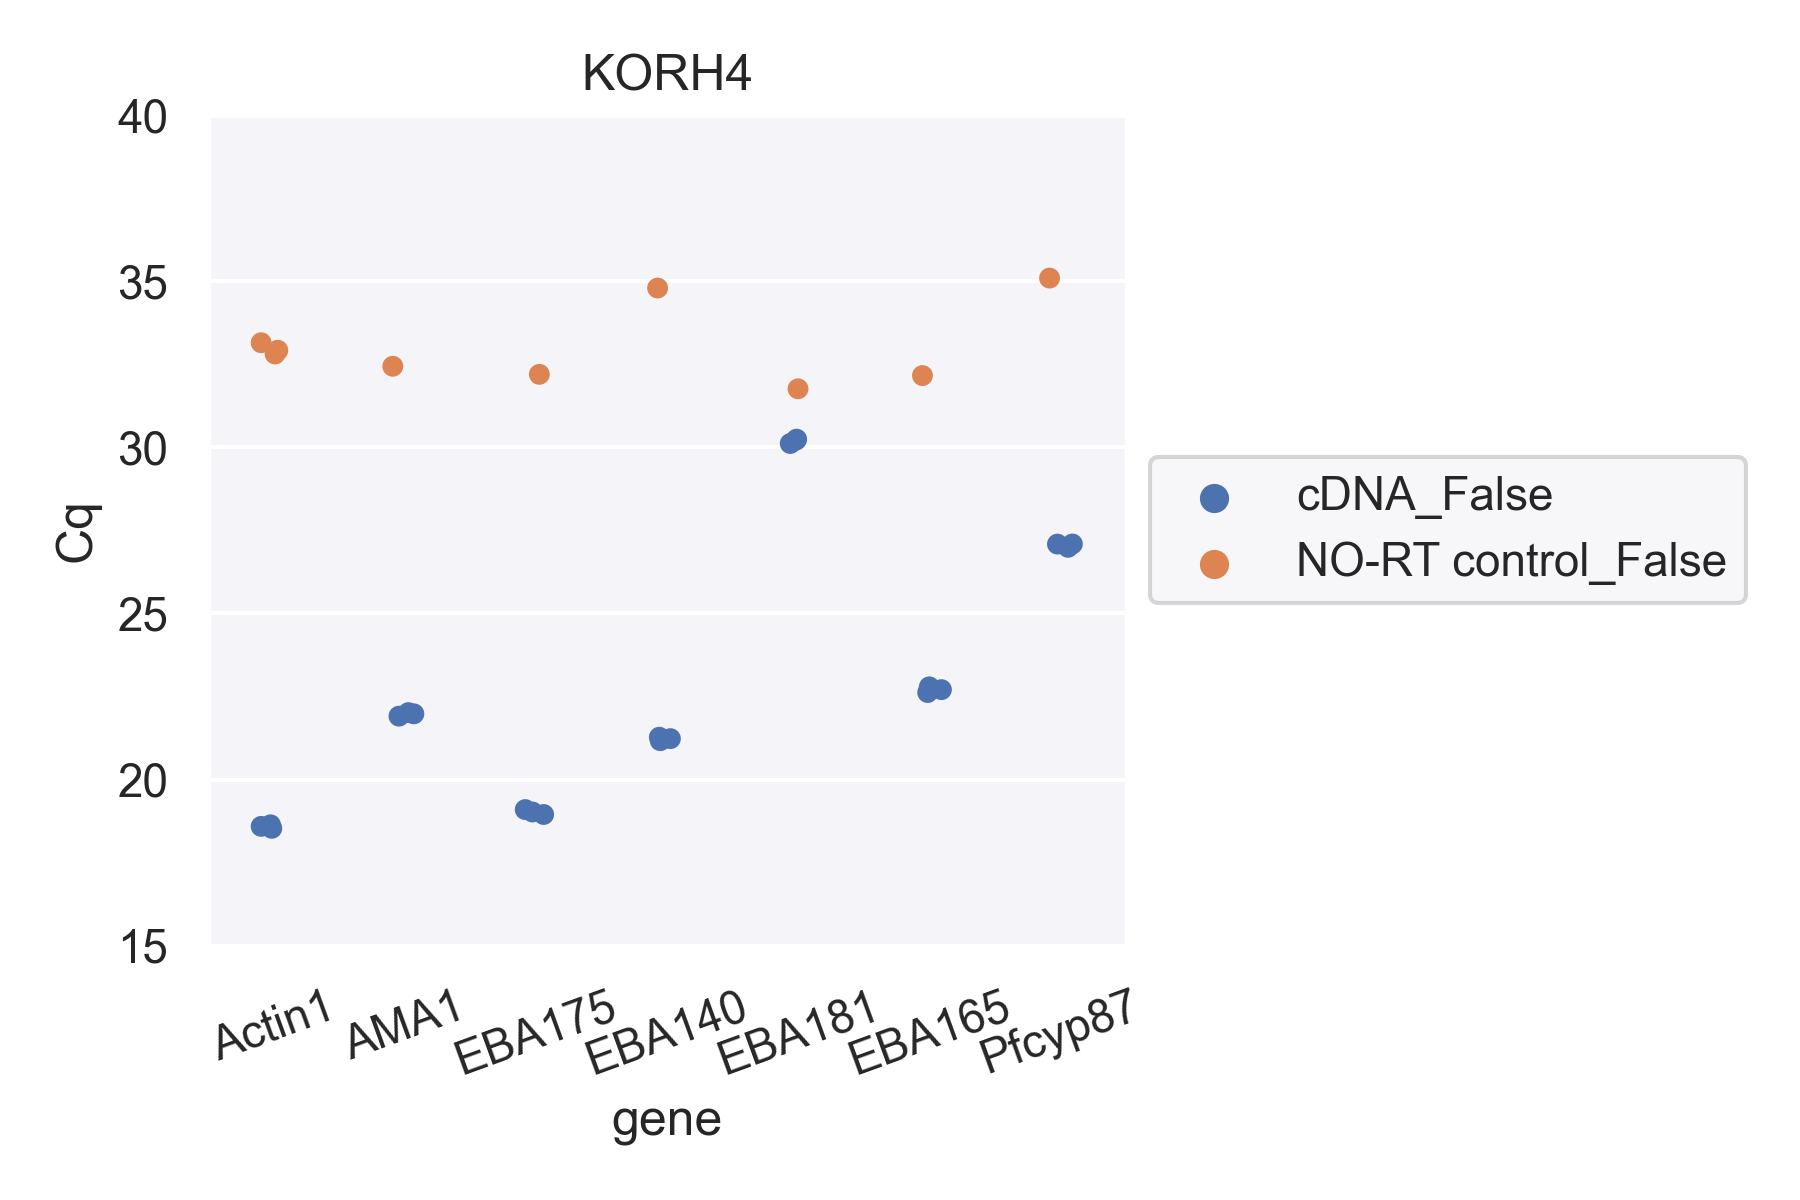 KORH4
40
35
30
25
20
15
Cq
Actin1
AMA1
EBA175
EBA140
EBA181
EBA165
Pfcyp87
gene
cDNA_False
NO-RT control_False